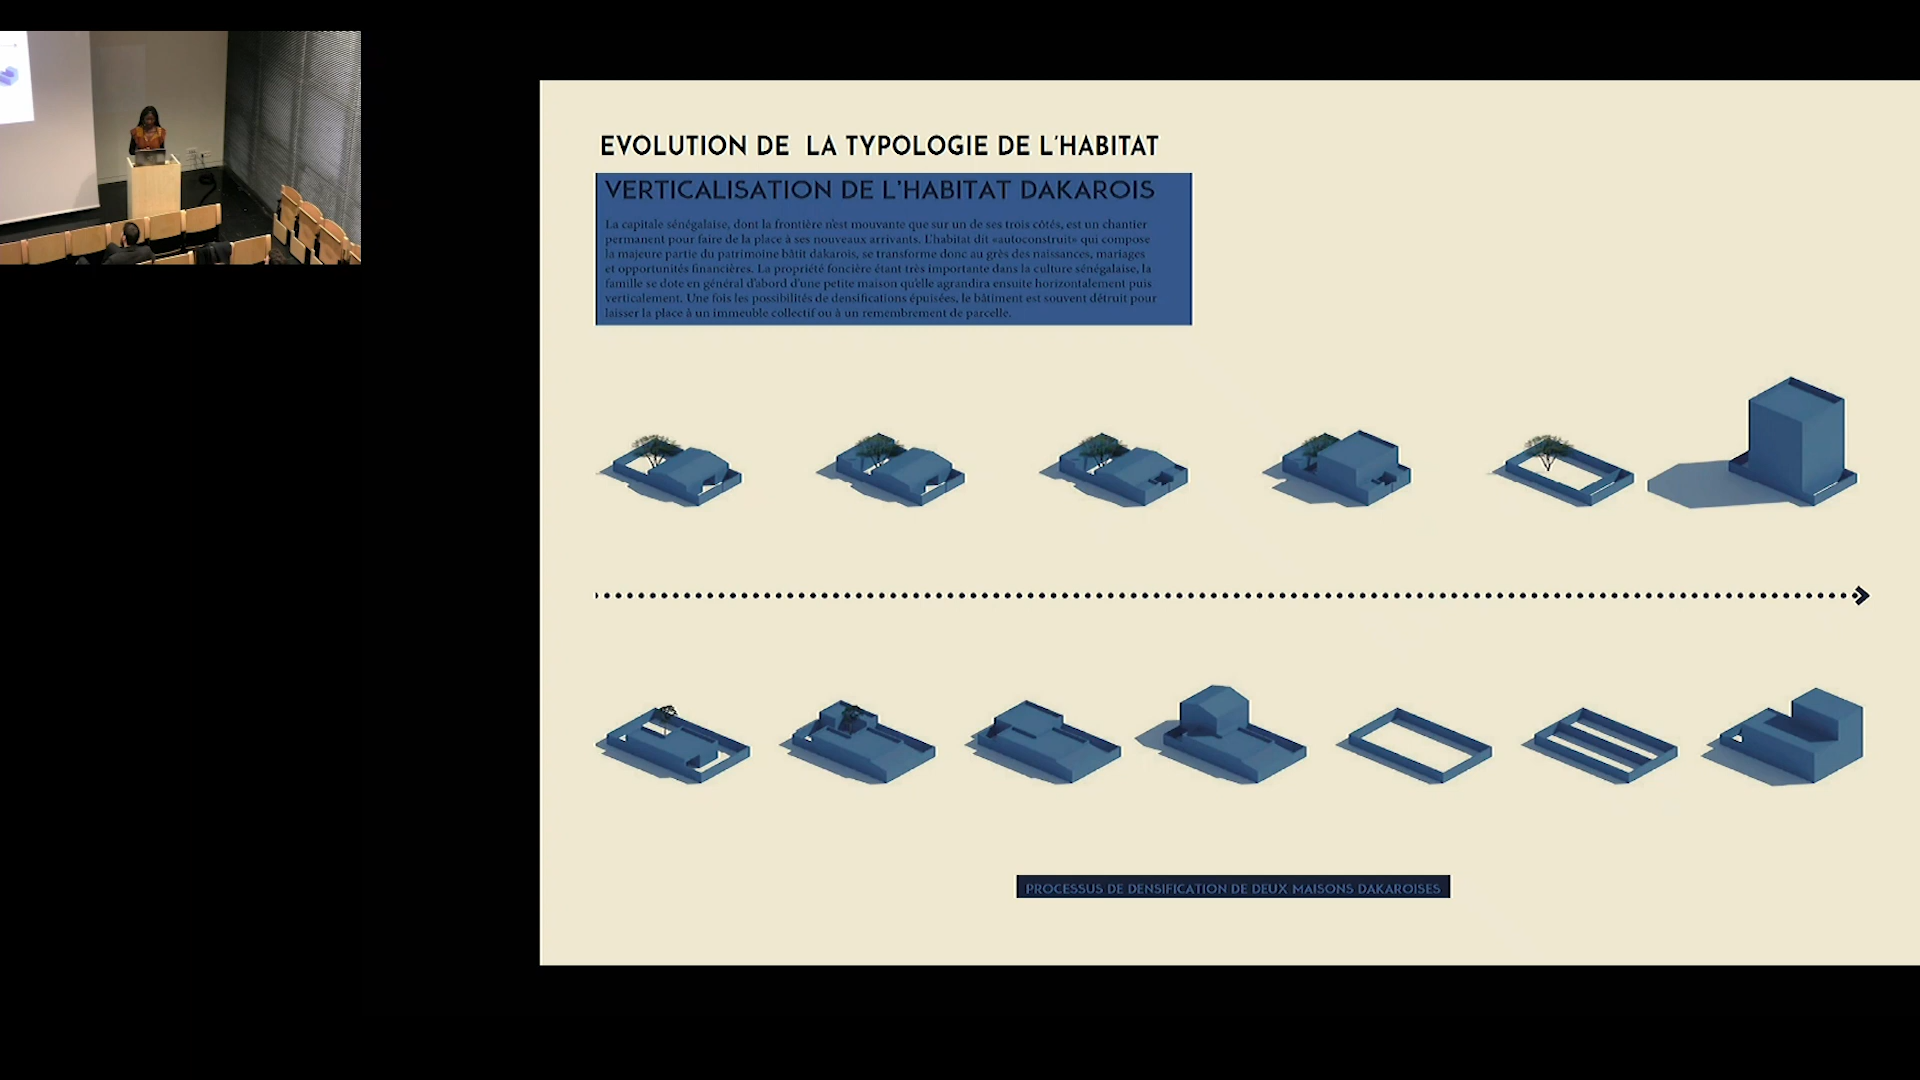 EVOLUTION DE LA TYPOLOGIE DE L'HABITAT
VERTICALISATION DE L'HABITAT DAKAROIS
La capitale sénégalaise, dont la frontière n'est mouvante que sur un de ses trois côtés, est un chantier
permanent pour faire de la place à ses nouveaux arrivants. L'habitat dit «autoconstruit» qui compose
la majeure partie du patrimoine bâtit dakarois, se transforme donc au grès des naissances, mariages
et opportunités financières. La propriété foncière étant très importante dans la culture sénégalaise, la
famille se dote en général d'abord d'une petite maison qu'elle agrandira ensuite horizontalement puis
verticalement. Une fois les possibilités de densifications épuisées, le bâtiment est souvent détruit pour
laisser la place à un immeuble collectif ou à un remembrement de parcelle.
PROCESSUS DE DENSIFICATION DE DEUX MAISONS DAKAROISES